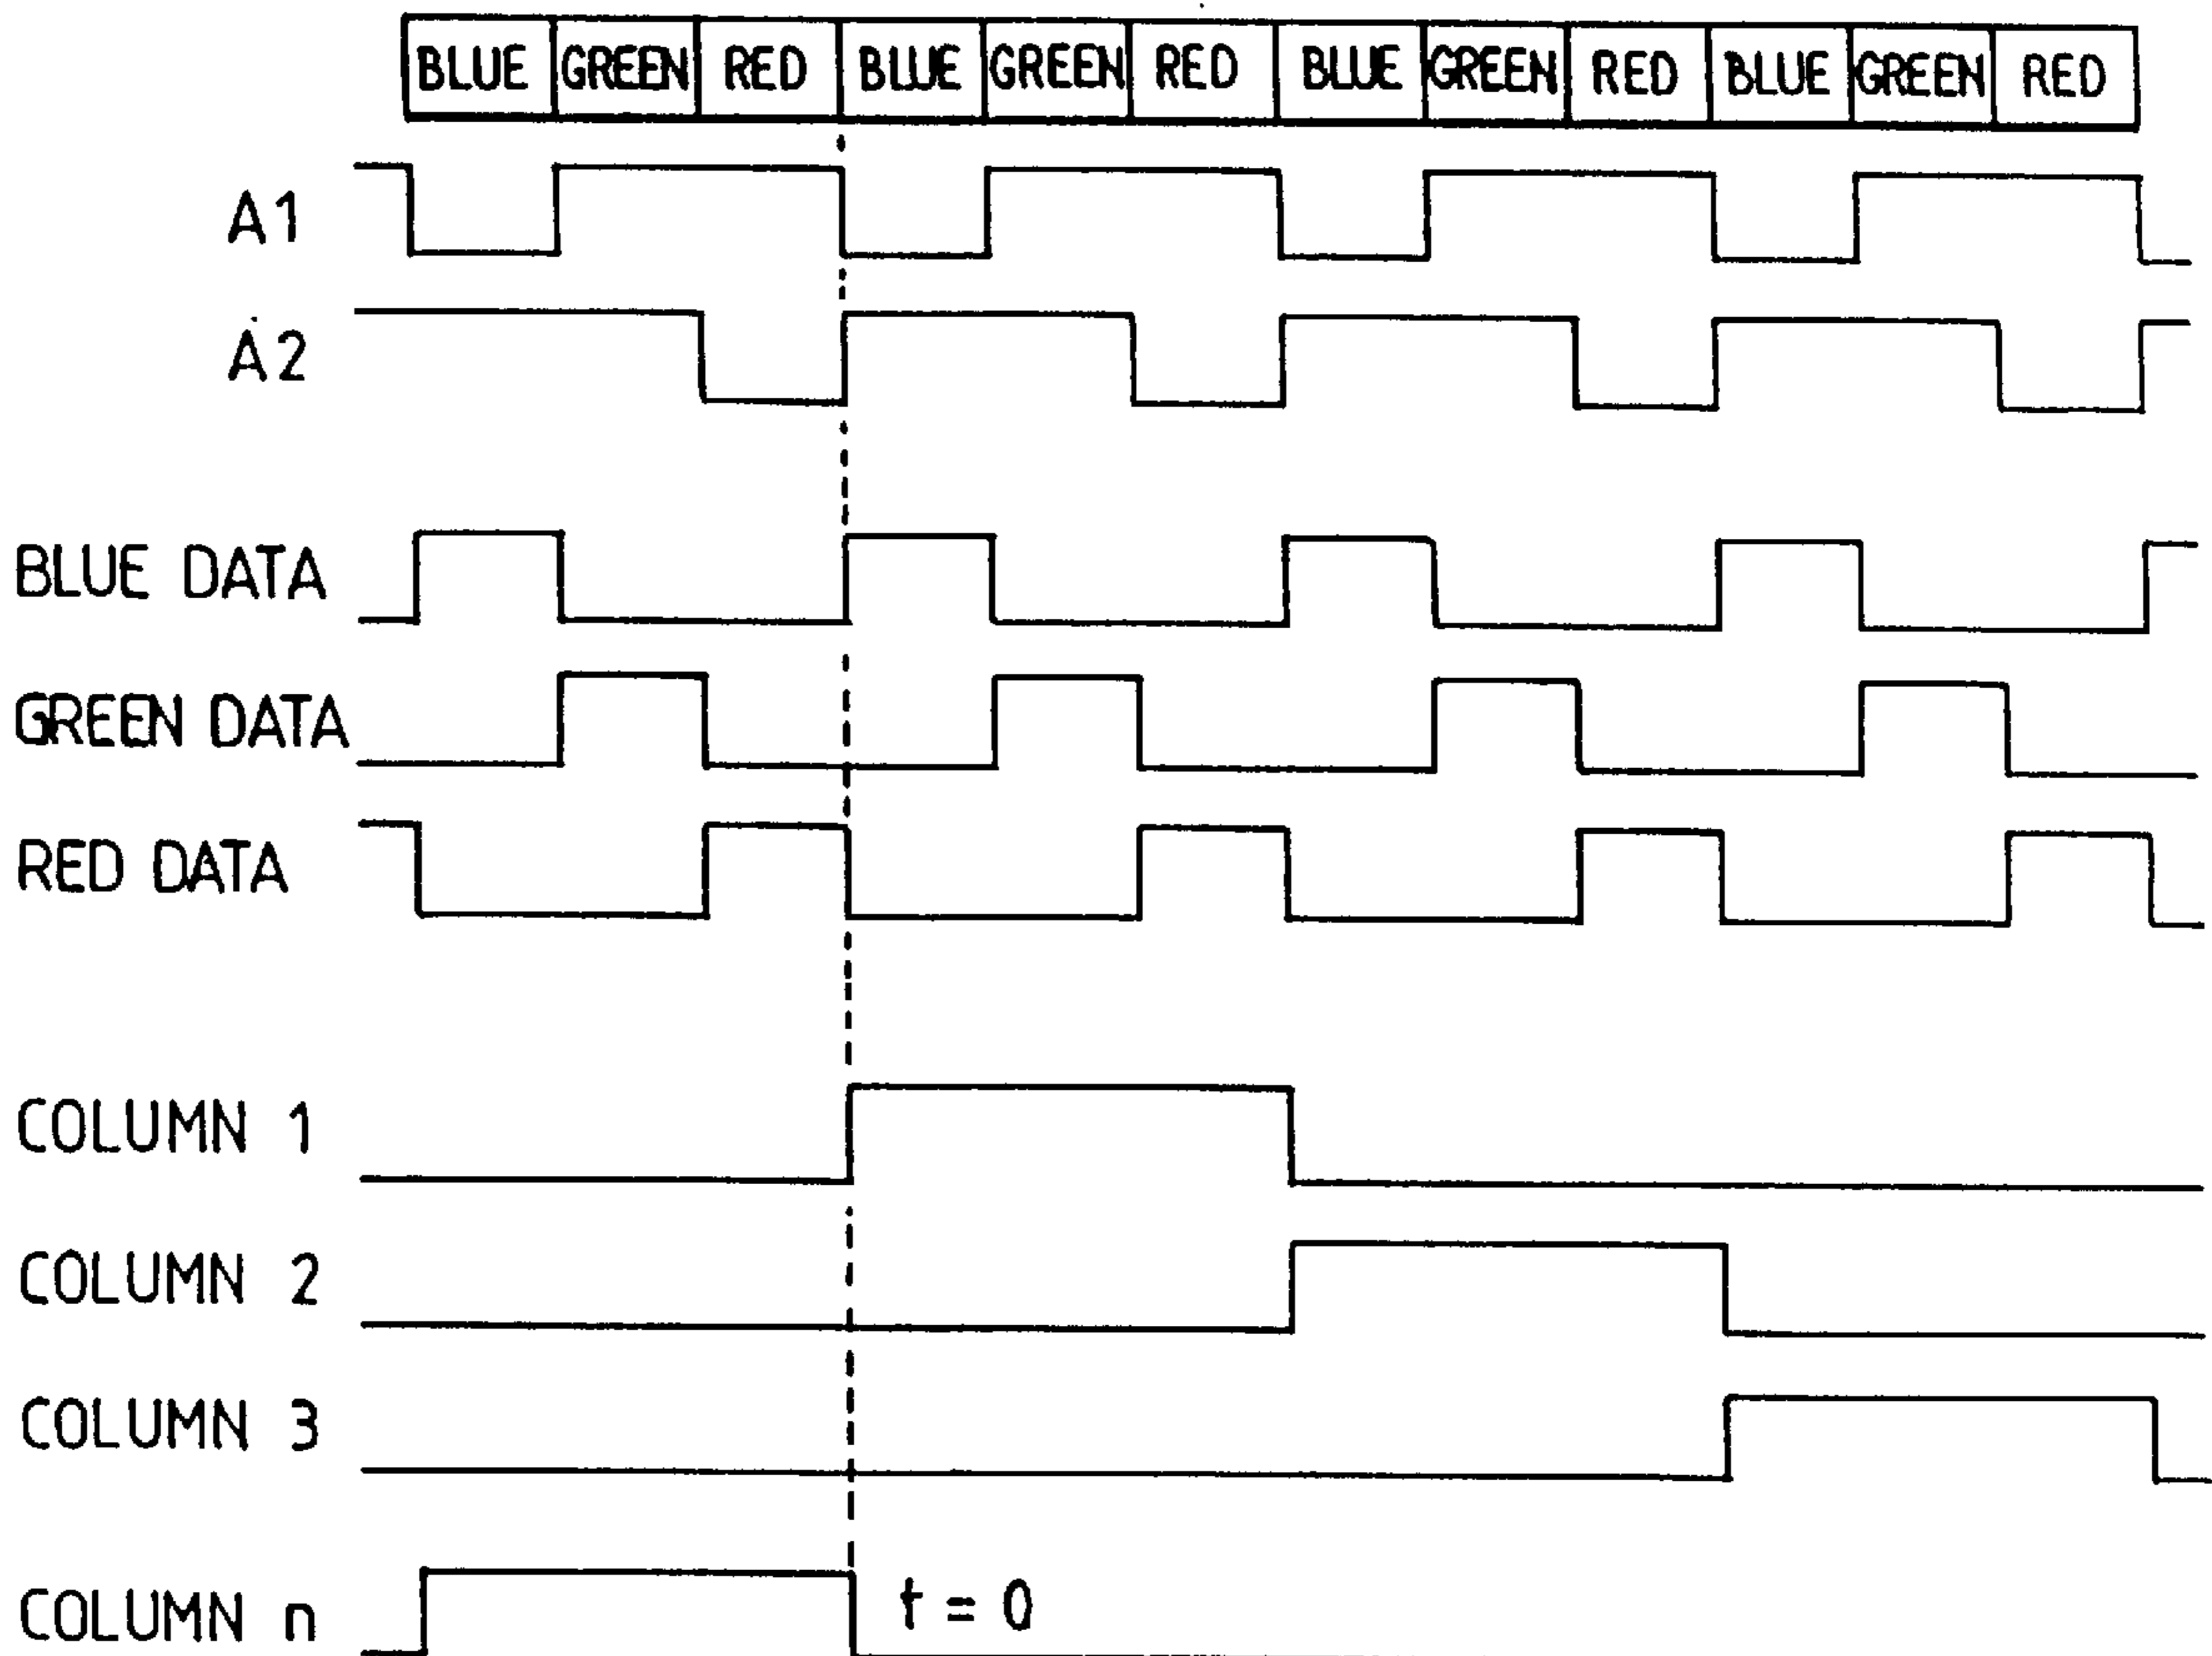 BLUE GREEN RED BLUE GREEN RED BLUE GREEN RED BLUE GREEN RED
A1
A2
BLUE DATA
GREEN DATA
RED DATA
COLUMN 1
COLUMN 2
COLUMN 3
COLUMN n
t = 0